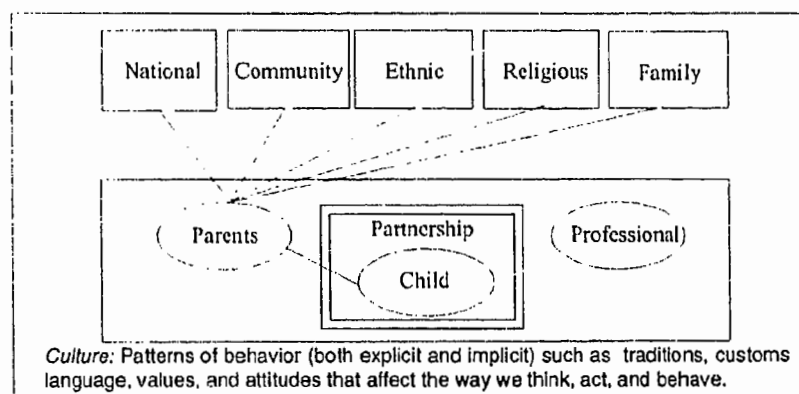 National Community Ethnic Religious Family
Parents Partnership Professional
Child
Culture: Patterns of behavior (both explicit and implicit) such as traditions, customs
language, values, and attitudes that affect the way we think, act, and behave.